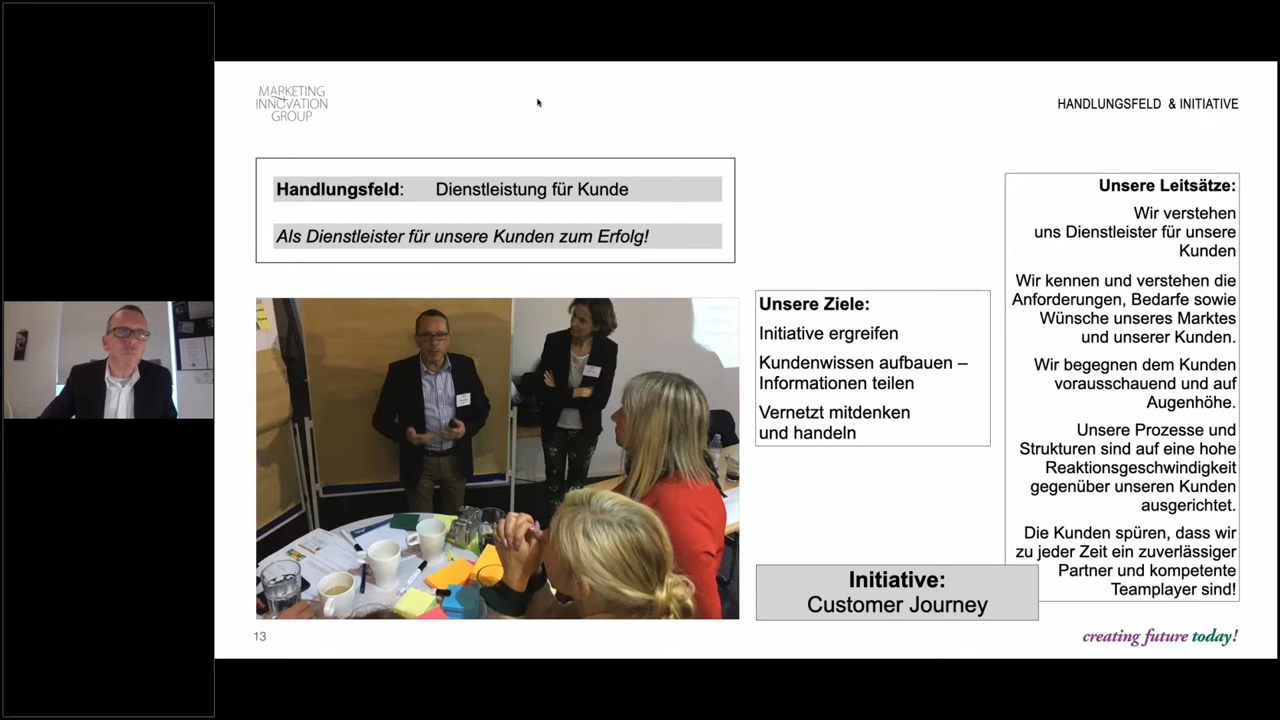 MARKETING
INNOVATION
GROUP
HANDLUNGSFELD & INITIATIVE
Handlungsfeld: Dienstleistung für Kunde
Als Dienstleister für unsere Kunden zum Erfolg!
Unsere Ziele:
Initiative ergreifen
Kundenwissen aufbauen –
Informationen teilen
Vernetzt mitdenken
und handeln
Unsere Leitsätze:
Wir verstehen
uns Dienstleister für unsere
Kunden
Wir kennen und verstehen die
Anforderungen, Bedarfe sowie
Wünsche unseres Marktes
und unserer Kunden.
Wir begegnen dem Kunden
vorausschauend und auf
Augenhöhe.
Unsere Prozesse und
Strukturen sind auf eine hohe
Reaktionsgeschwindigkeit
gegenüber unseren Kunden
ausgerichtet.
Die Kunden spüren, dass wir
zu jeder Zeit ein zuverlässiger
Partner und kompetente
Teamplayer sind!
Initiative:
Customer Journey
13
creating future today!